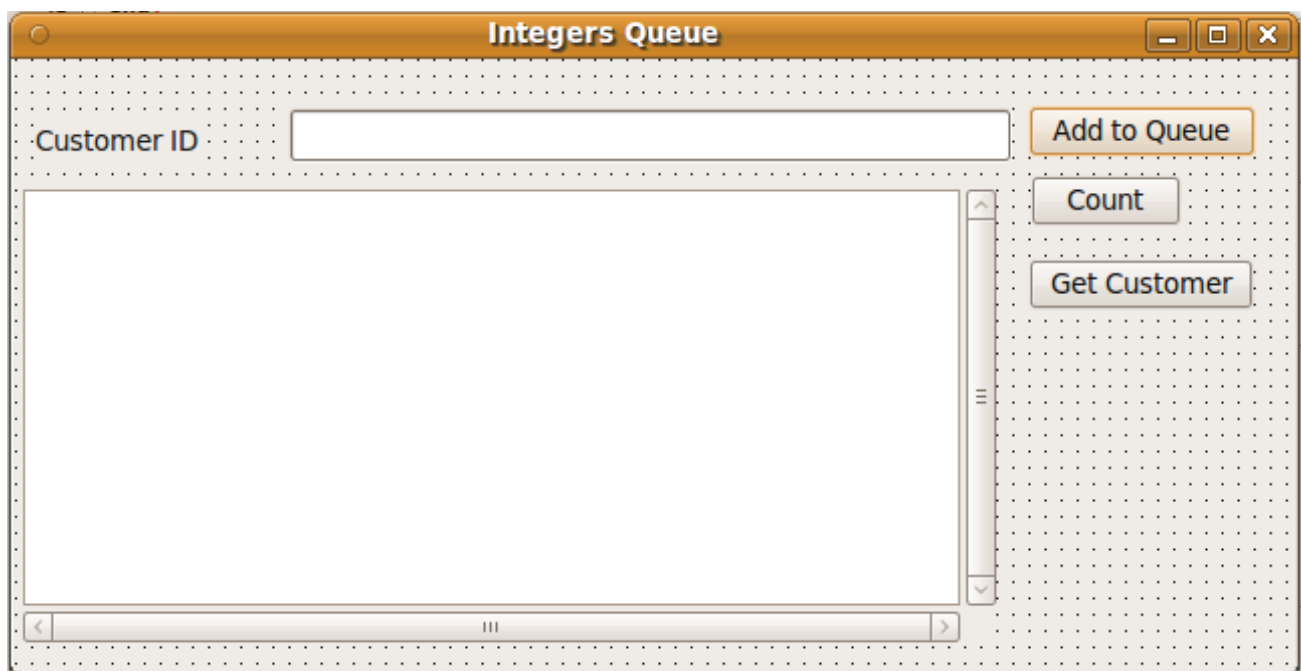 Integers Queue
Customer ID
Add to Queue
Count
Get Customer